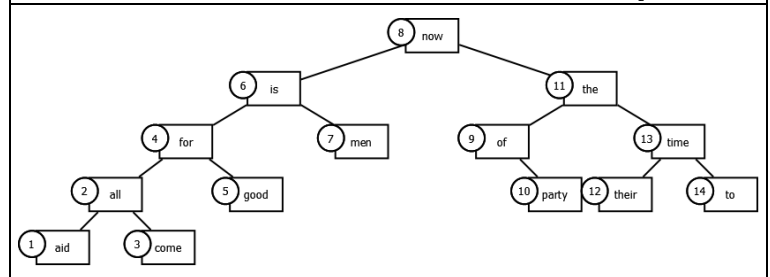 8 now
6 is 11 the
4 for 7 men 9 of 13 time
2 all 5 good 10 party 12 their 14 to
1 aid 3 come